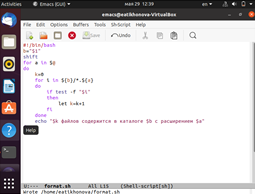 Activities Emacs (GUI) мая 29 12:39 en
emacs@eatikhonova-VirtualBox
File Edit Options Buffers Tools Sh-Script Help
Save Undo
#!/bin/bash
b="$1"
shift
for a in $@
do
k=0
for i in ${b}/*.${a}
do
if test -f "$i"
then
let k=k+1
fi
done
echo "$k файлов содержится в каталоге $b с расширением $a"
Help
U:--- format.sh All L15 (Shell-script[sh])
Wrote /home/eatikhonova/format.sh